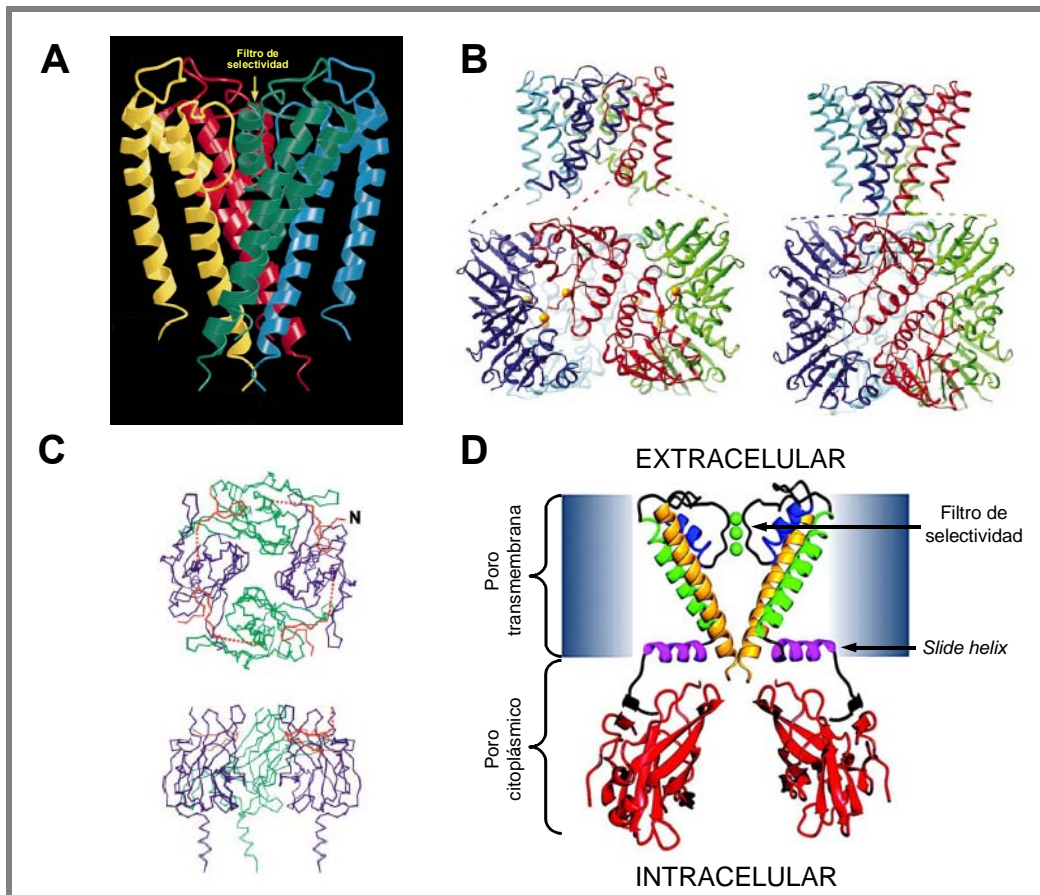 A
Filtro de
selectividad
B
C
N
D
EXTRACELULAR
Poro
transmembrana
Filtro de
selectividad
Slide helix
Poro
citoplásmico
INTRACELULAR